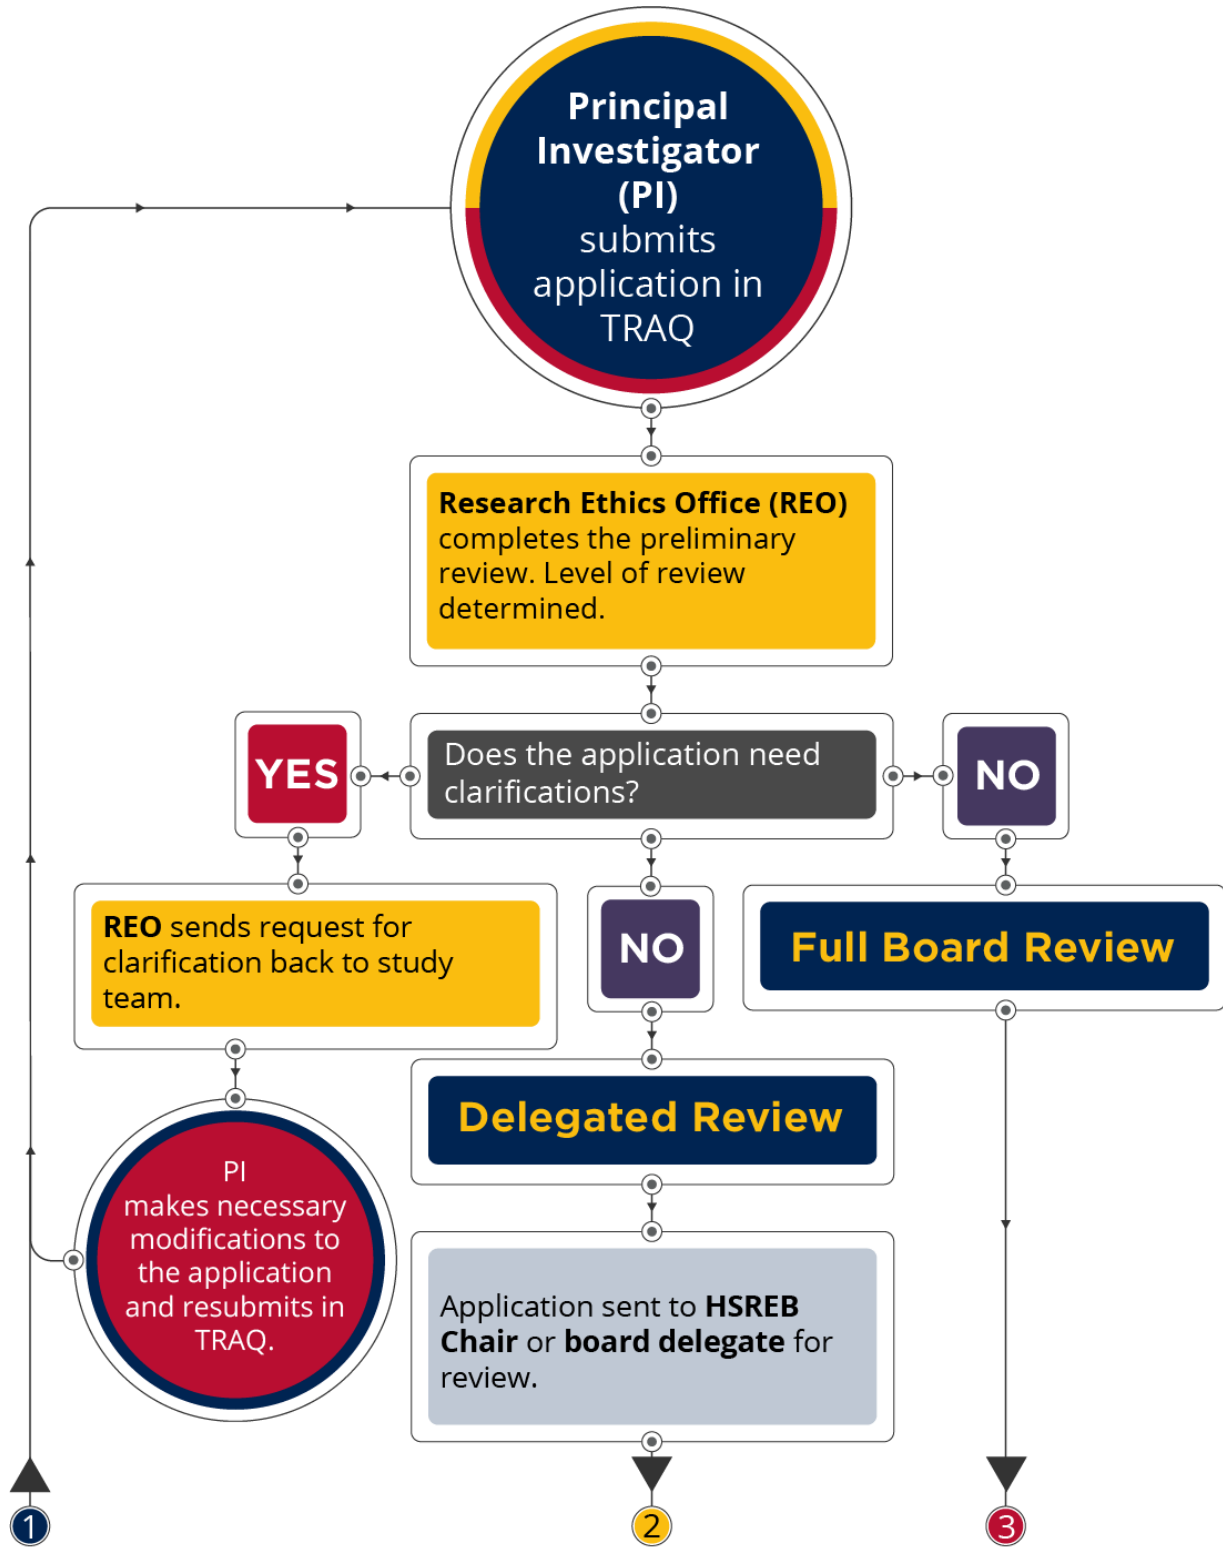 Principal
Investigator
(PI)
submits
application in
TRAQ
Research Ethics Office (REO)
completes the preliminary
review. Level of review
determined.
YES
Does the application need
clarifications?
NO
REO sends request for
clarification back to study
team.
NO
Full Board Review
Delegated Review
PI
makes necessary
modifications to
the application
and resubmits in
TRAQ.
Application sent to HSREB
Chair or board delegate for
review.
1
2
3